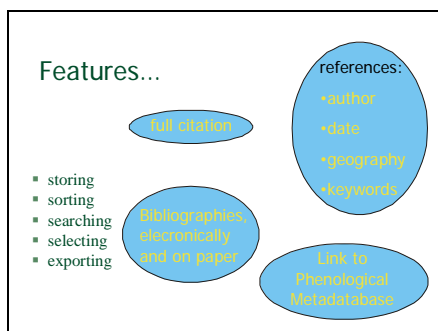 Features...
references:
•author
•date
•geography
•keywords
full citation
▪ storing
▪ sorting
▪ searching
▪ selecting
▪ exporting
Bibliographies,
elecronically
and on paper
Link to
Phenological
Metadatabase